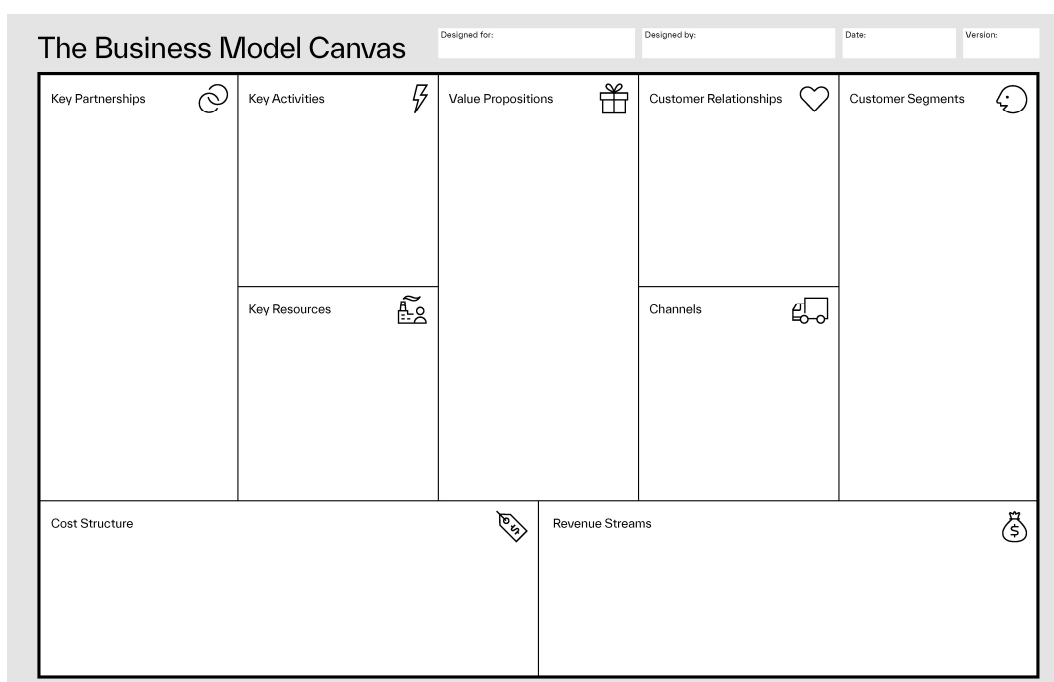 The Business Model Canvas
Designed for:
Designed by:
Date:
Version:
Key Partnerships
Key Activities
Value Propositions
Customer Relationships
Customer Segments
Key Resources
Channels
Cost Structure
Revenue Streams